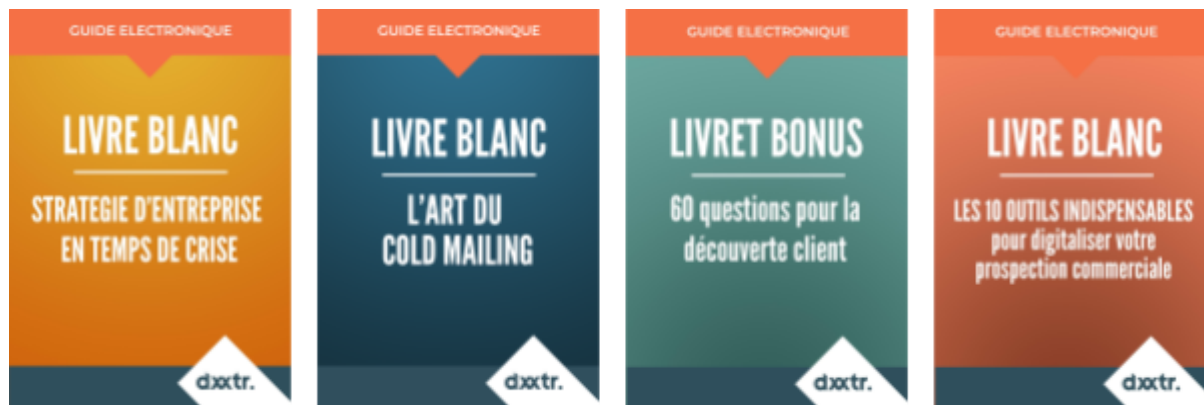 GUIDE ELECTRONIQUE
LIVRE BLANC
STRATEGIE D'ENTREPRISE
EN TEMPS DE CRISE
dxxtr.
GUIDE ELECTRONIQUE
LIVRE BLANC
L'ART DU
COLD MAILING
dxxtr.
GUIDE ELECTRONIQUE
LIVRET BONUS
60 questions pour la
découverte client
dxxtr.
GUIDE ELECTRONIQUE
LIVRE BLANC
LES 10 OUTILS INDISPENSABLES
pour digitaliser votre
prospection commerciale
dxxtr.